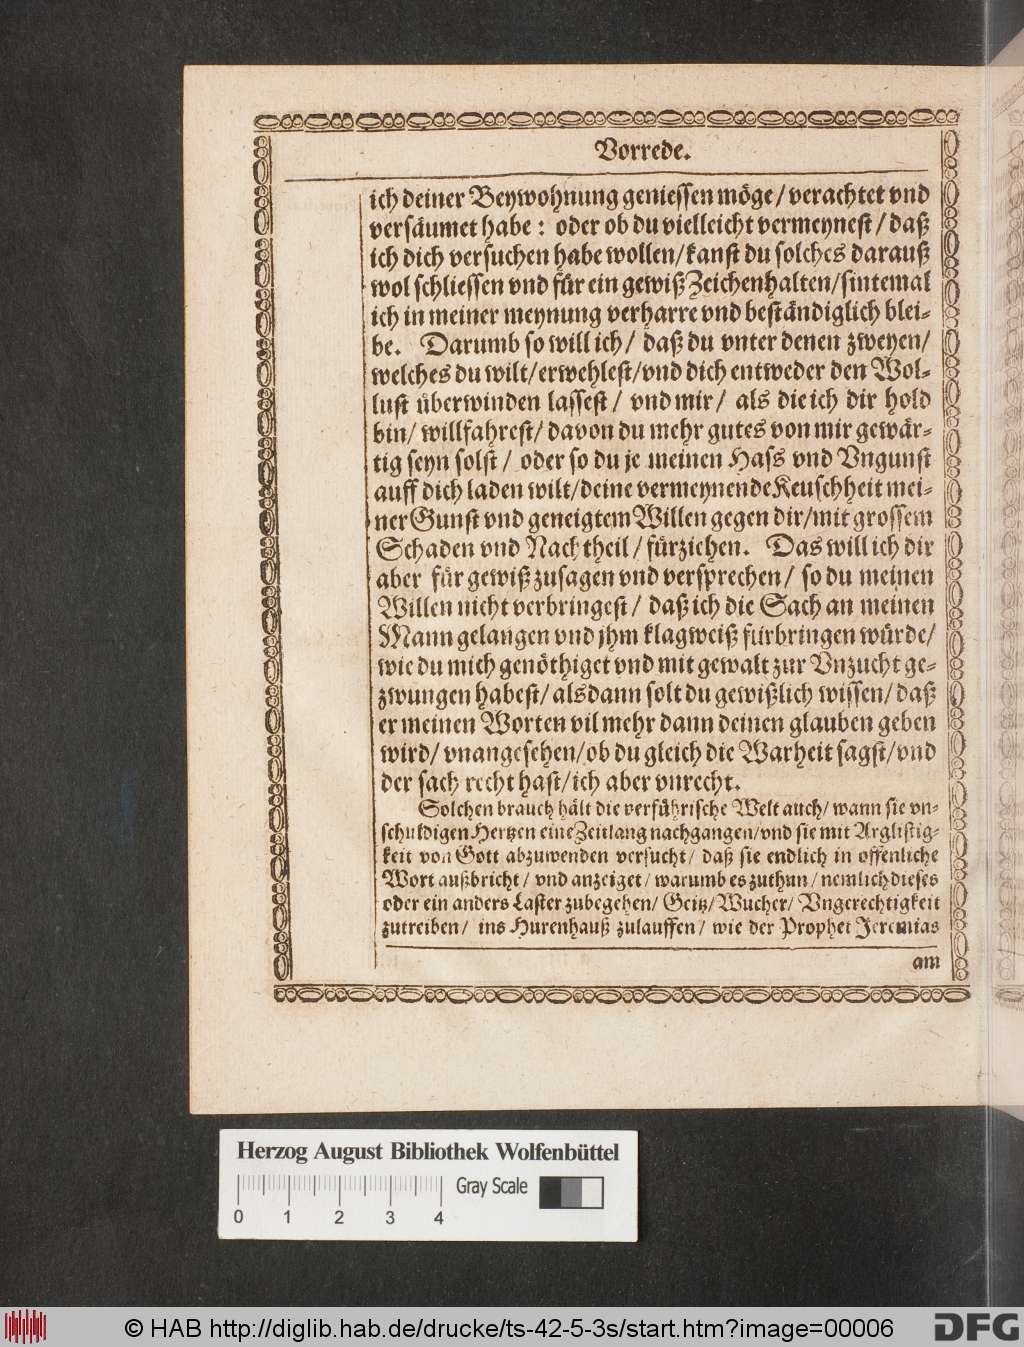 Vorrede.
ich deiner Beywohnung geniessen möge / verachtet vnd
versäumet habe : oder ob du vielleicht vermeynest / daß
ich dich versuchen habe wollen / kanst du solches darauß
wol schliessen vnd für ein gewiß Zeichen halten / sintemal
ich in meiner meynung verharre vnd beständiglich blei-
be. Darumb so will ich / daß du vnter denen zweyen /
welches du wilt / erwehlest / vnd dich entweder den Wol-
lust überwinden lassest / vnd mir / als die ich dir hold
bin / willfahrest / davon du mehr gutes von mir gewär-
tig seyn solst / oder so du je meinen Hass vnd Vngunst
auff dich laden wilt / deine vermeynende Keuschheit mei-
ner Gunst vnd geneigtem Willen gegen dir / mit grossem
Schaden vnd Nachtheil / fürziehen. Das will ich dir
aber für gewiß zusagen vnd versprechen / so du meinen
Willen nicht verbringest / daß ich die Sach an meinen
Mann gelangen vnd jhm klagweiß fürbringen würde /
wie du mich genöthiget vnd mit gewalt zur Vnzucht ge-
zwungen habest / alsdann solt du gewißlich wissen / daß
er meinen Worten vil mehr dann deinen glauben geben
wird / vnangesehen / ob du gleich die Warheit sagst / vnd
der sach recht hast / ich aber vnrecht.
Solchen brauch hält die verführische Welt auch / wann sie vn-
schuldigen Hertzen eine Zeitlang nachgangen / vnd sie mit Arglistig-
keit von Gott abzuwenden versucht / daß sie endlich in offenliche
Wort außbricht / vnd anzeiget / warumb es zuthun / nemlich dieses
oder ein anders Laster zubegehen / Geitz / Wucher / Vngerechtigkeit
zutreiben / ins Hurenhauß zulauffen / wie der Prophet Jeremias
am
Herzog August Bibliothek Wolfenbüttel
Gray Scale
0 1 2 3 4
© HAB http://diglib.hab.de/drucke/ts-42-5-3s/start.htm?image=00006
DFG